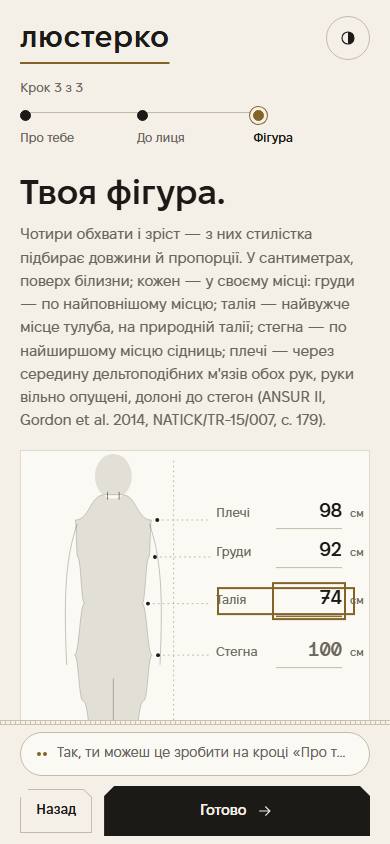 люстерко
Крок 3 з 3
Про тебе
До лиця
Фігура
Твоя фігура.
Чотири обхвати і зріст — з них стилістка
підбирає довжини й пропорції. У сантиметрах,
поверх білизни; кожен — у своєму місці: груди
— по найповнішому місцю; талія — найвужче
місце тулуба, на природній талії; стегна — по
найширшому місцю сідниць; плечі — через
середину дельтоподібних м'язів обох рук, руки
вільно опущені, долоні до стегон (ANSUR II,
Gordon et al. 2014, NATICK/TR-15/007, с. 179).
Плечі 98 см
Груди 92 см
Талія 74 см
Стегна 100 см
Так, ти можеш це зробити на кроці «Про т...
Назад
Готово →